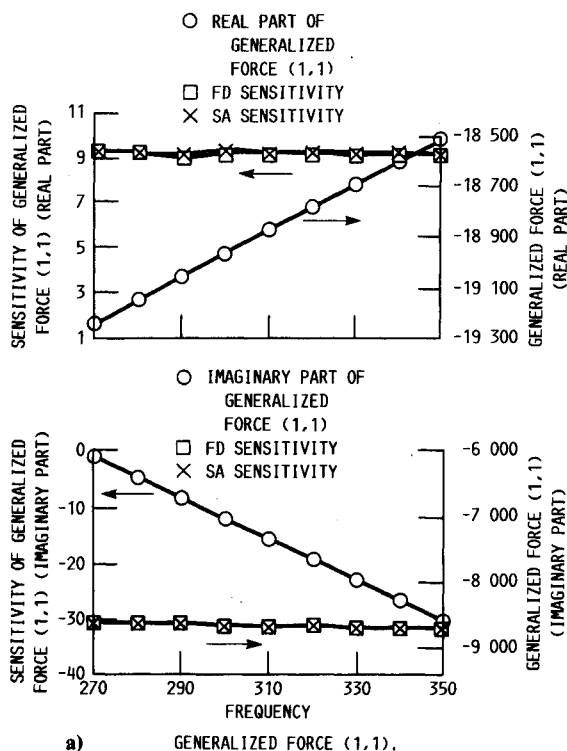 ○ REAL PART OF
GENERALIZED
FORCE (1,1)
□ FD SENSITIVITY
× SA SENSITIVITY
SENSITIVITY OF GENERALIZED
FORCE (1,1) (REAL PART)
11
9
7
5
3
1
-18 500
-18 700
-18 900
-19 100
-19 300
GENERALIZED FORCE (1,1)
(REAL PART)
○ IMAGINARY PART OF
GENERALIZED
FORCE (1,1)
□ FD SENSITIVITY
× SA SENSITIVITY
SENSITIVITY OF GENERALIZED
FORCE (1,1) (IMAGINARY PART)
0
-10
-20
-30
-40
-6 000
-7 000
-8 000
-9 000
GENERALIZED FORCE (1,1)
(IMAGINARY PART)
270 290 310 330 350
FREQUENCY
a) GENERALIZED FORCE (1,1),